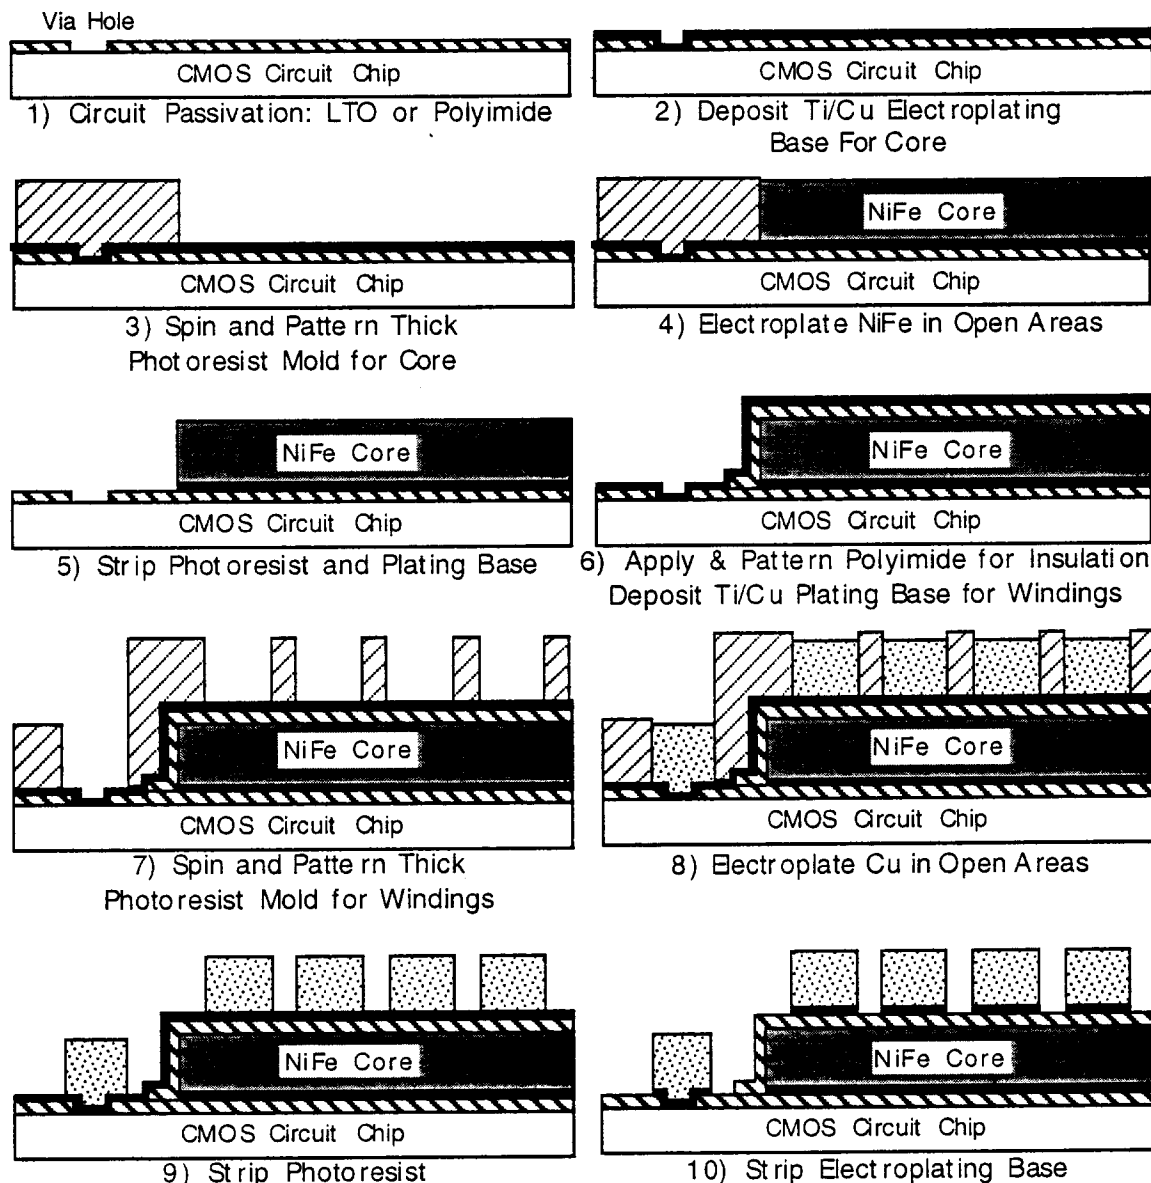 Via Hole
CMOS Circuit Chip
1) Circuit Passivation: LTO or Polyimide
CMOS Circuit Chip
2) Deposit Ti/Cu Electroplating
Base For Core
CMOS Circuit Chip
3) Spin and Pattern Thick
Photoresist Mold for Core
NiFe Core
CMOS Circuit Chip
4) Electroplate NiFe in Open Areas
NiFe Core
CMOS Circuit Chip
5) Strip Photoresist and Plating Base
NiFe Core
CMOS Circuit Chip
6) Apply & Pattern Polyimide for Insulation
Deposit Ti/Cu Plating Base for Windings
NiFe Core
CMOS Circuit Chip
7) Spin and Pattern Thick
Photoresist Mold for Windings
NiFe Core
CMOS Circuit Chip
8) Electroplate Cu in Open Areas
NiFe Core
CMOS Circuit Chip
9) Strip Photoresist
NiFe Core
CMOS Circuit Chip
10) Strip Electroplating Base